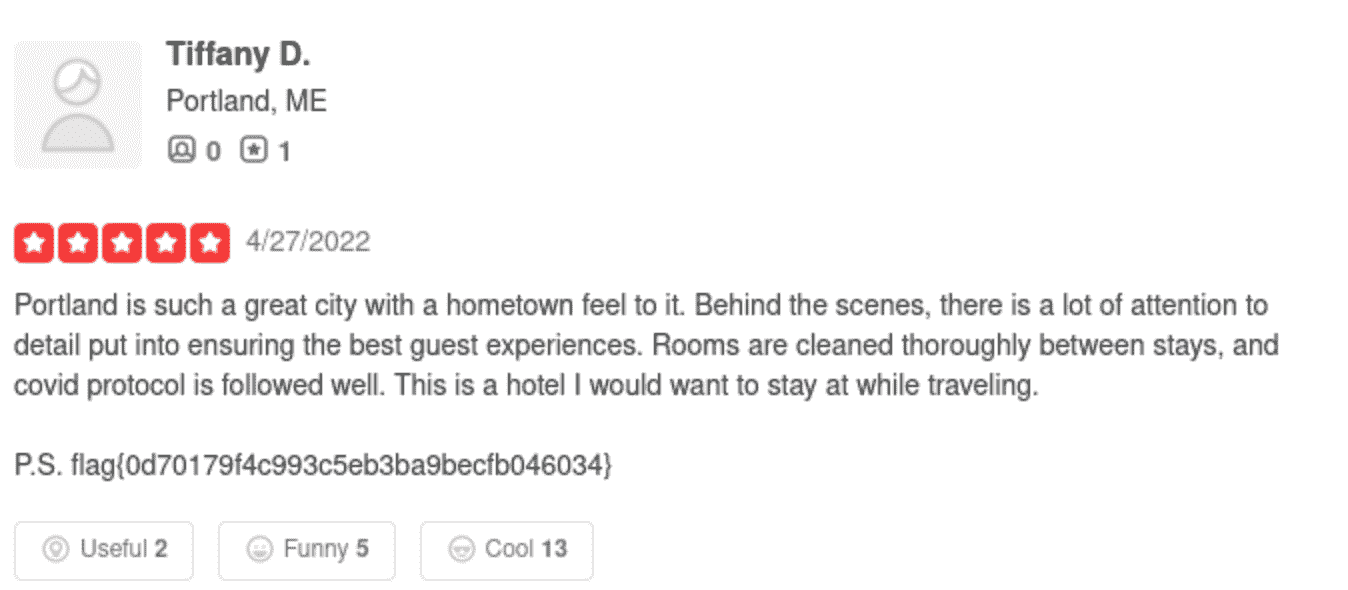 Tiffany D.
Portland, ME
0 1
4/27/2022
Portland is such a great city with a hometown feel to it. Behind the scenes, there is a lot of attention to
detail put into ensuring the best guest experiences. Rooms are cleaned thoroughly between stays, and
covid protocol is followed well. This is a hotel I would want to stay at while traveling.
P.S. flag{0d70179f4c993c5eb3ba9becfb046034}
Useful 2 Funny 5 Cool 13